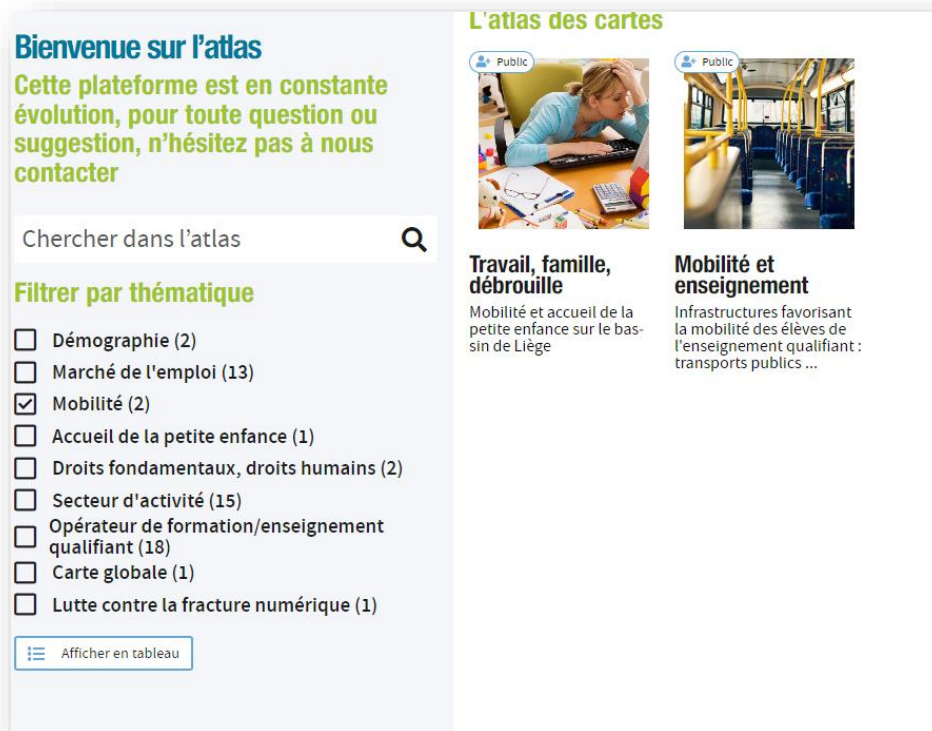 Bienvenue sur l'atlas
Cette plateforme est en constante
évolution, pour toute question ou
suggestion, n'hésitez pas à nous
contacter
Chercher dans l'atlas
Filtrer par thématique
Démographie (2)
Marché de l'emploi (13)
Mobilité (2)
Accueil de la petite enfance (1)
Droits fondamentaux, droits humains (2)
Secteur d'activité (15)
Opérateur de formation/enseignement
qualifiant (18)
Carte globale (1)
Lutte contre la fracture numérique (1)
Afficher en tableau
L'atlas des cartes
Public
Travail, famille,
débrouille
Mobilité et accueil de la
petite enfance sur le bas-
sin de Liège
Public
Mobilité et
enseignement
Infrastructures favorisant
la mobilité des élèves de
l'enseignement qualifiant :
transports publics ...